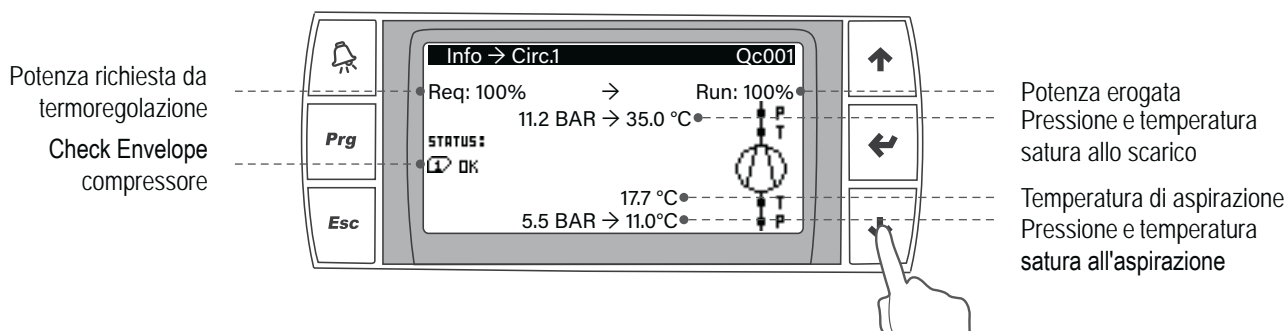 Potenza richiesta da
termoregolazione
Check Envelope
compressore
Prg
Esc
Info → Circ.1 Qc001
Req: 100% → Run: 100%
11.2 BAR → 35.0 °C
P
T
STATUS:
1 OK
17.7 °C
T
5.5 BAR → 11.0°C
P
Potenza erogata
Pressione e temperatura
satura allo scarico
Temperatura di aspirazione
Pressione e temperatura
satura all'aspirazione